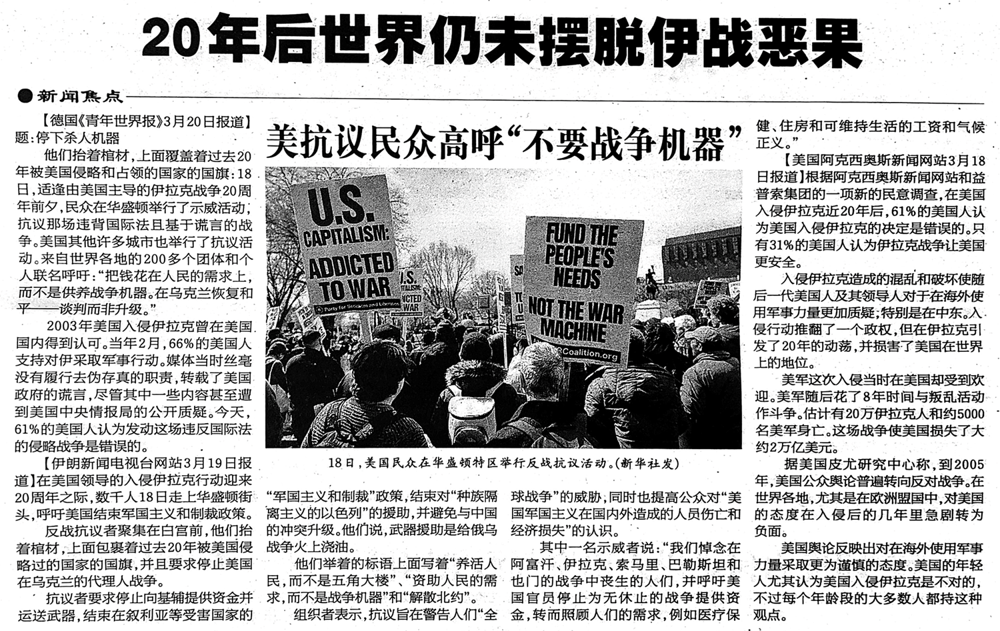 20年后世界仍未摆脱伊战恶果
●新闻焦点
【德国《青年世界报》3月20日报道】
题:停下杀人机器
他们抬着棺材,上面覆盖着过去20
年被美国侵略和占领的国家的国旗:18
日,适逢由美国主导的伊拉克战争20周
年前夕,民众在华盛顿举行了示威活动,
抗议那场违背国际法且基于谎言的战
争。美国其他许多城市也举行了抗议活
动。来自世界各地的200多个团体和个
人联名呼吁:“把钱花在人民的需求上,
而不是供养战争机器。在乌克兰恢复和
平——谈判而非升级。”
2003年美国入侵伊拉克曾在美国
国内得到认可。当年2月,66%的美国人
支持对伊采取军事行动。媒体当时丝毫
没有履行去伪存真的职责,转载了美国
政府的谎言,尽管其中一些内容甚至遭
到美国中央情报局的公开质疑。今天,
61%的美国人认为发动这场违反国际法
的侵略战争是错误的。
【伊朗新闻电视台网站3月19日报
道】在美国领导的入侵伊拉克行动迎来
20周年之际,数千人18日走上华盛顿街
头,呼吁美国结束军国主义和制裁政策。
反战抗议者聚集在白宫前,他们抬
着棺材,上面包裹着过去20年被美国侵
略过的国家的国旗,并且要求停止美国
在乌克兰的代理人战争。
抗议者要求停止向基辅提供资金并
运送武器,结束在叙利亚等受害国家的
美抗议民众高呼“不要战争机器”
U.S.
CAPITALISM:
ADDICTED
TO WAR
Party for Socialism and Liberation
U.S.
TALISM:
ICTED
WAR
FUND THE
PEOPLE'S
NEEDS
NOT THE WAR
MACHINE
RCoalition.org
18日,美国民众在华盛顿特区举行反战抗议活动。(新华社发)
“军国主义和制裁”政策,结束对“种族隔
离主义的以色列”的援助,并避免与中国
的冲突升级。他们说,武器援助是给俄乌
战争火上浇油。
他们举着的标语上面写着“养活人
民,而不是五角大楼”、“资助人民的需
求,而不是战争机器”和“解散北约”。
组织者表示,抗议旨在警告人们“全
球战争”的威胁,同时也提高公众对“美
国军国主义在国内外造成的人员伤亡和
经济损失”的认识。
其中一名示威者说:“我们悼念在
阿富汗、伊拉克、索马里、巴勒斯坦和
也门的战争中丧生的人们,并呼吁美
国官员停止为无休止的战争提供资
金,转而照顾人们的需求,例如医疗保
健、住房和可维持生活的工资和气候
正义。”
【美国阿克西奥斯新闻网站3月18
日报道】根据阿克西奥斯新闻网站和益
普索集团的一项新的民意调查,在美国
入侵伊拉克近20年后,61%的美国人认
为美国入侵伊拉克的决定是错误的。只
有31%的美国人认为伊拉克战争让美国
更安全。
入侵伊拉克造成的混乱和破坏使随
后一代美国人及其领导人对于在海外使
用军事力量更加质疑;特别是在中东。入
侵行动推翻了一个政权,但在伊拉克引
发了20年的动荡,并损害了美国在世界
上的地位。
美军这次入侵当时在美国却受到欢
迎。美军随后花了8年时间与叛乱活动
作斗争。估计有20万伊拉克人和约5000
名美军身亡。这场战争使美国损失了大
约2万亿美元。
据美国皮尤研究中心称,到2005
年,美国公众舆论普遍转向反对战争。在
世界各地,尤其是在欧洲盟国中,对美国
的态度在入侵后的几年里急剧转为
负面。
美国舆论反映出对在海外使用军事
力量采取更为谨慎的态度。美国的年轻
人尤其认为美国入侵伊拉克是不对的,
不过每个年龄段的大多数人都持这种
观点。